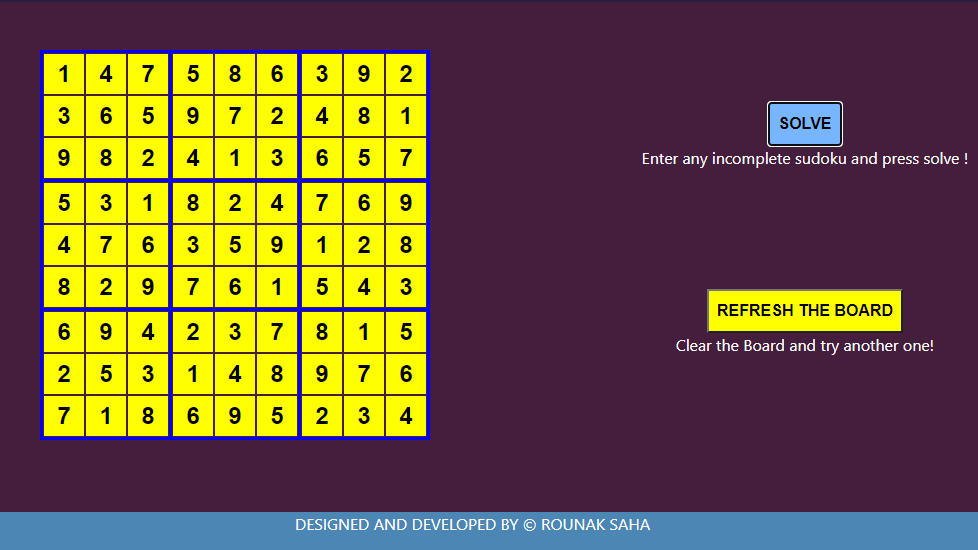 1 4 7 5 8 6 3 9 2
3 6 5 9 7 2 4 8 1
9 8 2 4 1 3 6 5 7
5 3 1 8 2 4 7 6 9
4 7 6 3 5 9 1 2 8
8 2 9 7 6 1 5 4 3
6 9 4 2 3 7 8 1 5
2 5 3 1 4 8 9 7 6
7 1 8 6 9 5 2 3 4
SOLVE
Enter any incomplete sudoku and press solve !
REFRESH THE BOARD
Clear the Board and try another one!
DESIGNED AND DEVELOPED BY © ROUNAK SAHA